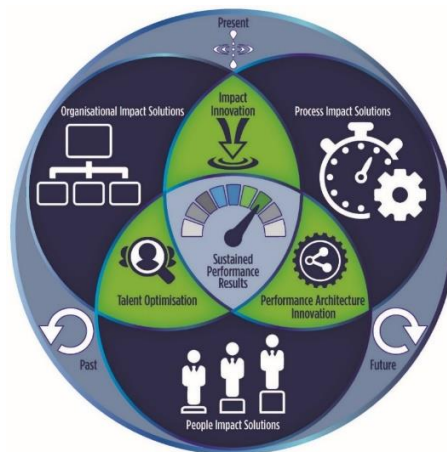 Present
Organisational Impact Solutions
Impact
Innovation
Process Impact Solutions
Sustained
Performance
Results
Talent Optimisation
Performance Architecture
Innovation
Past
Future
People Impact Solutions